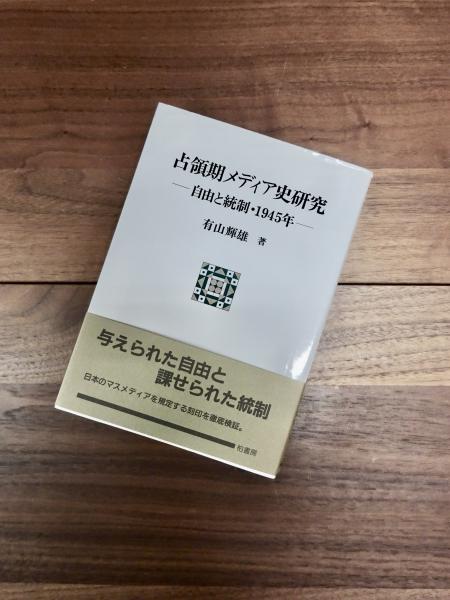 占領期メディア史研究
―自由と統制・1945年―
有山輝雄 著
与えられた自由と
課せられた統制
日本のマスメディアを規定する刻印を徹底検証。
柏書房